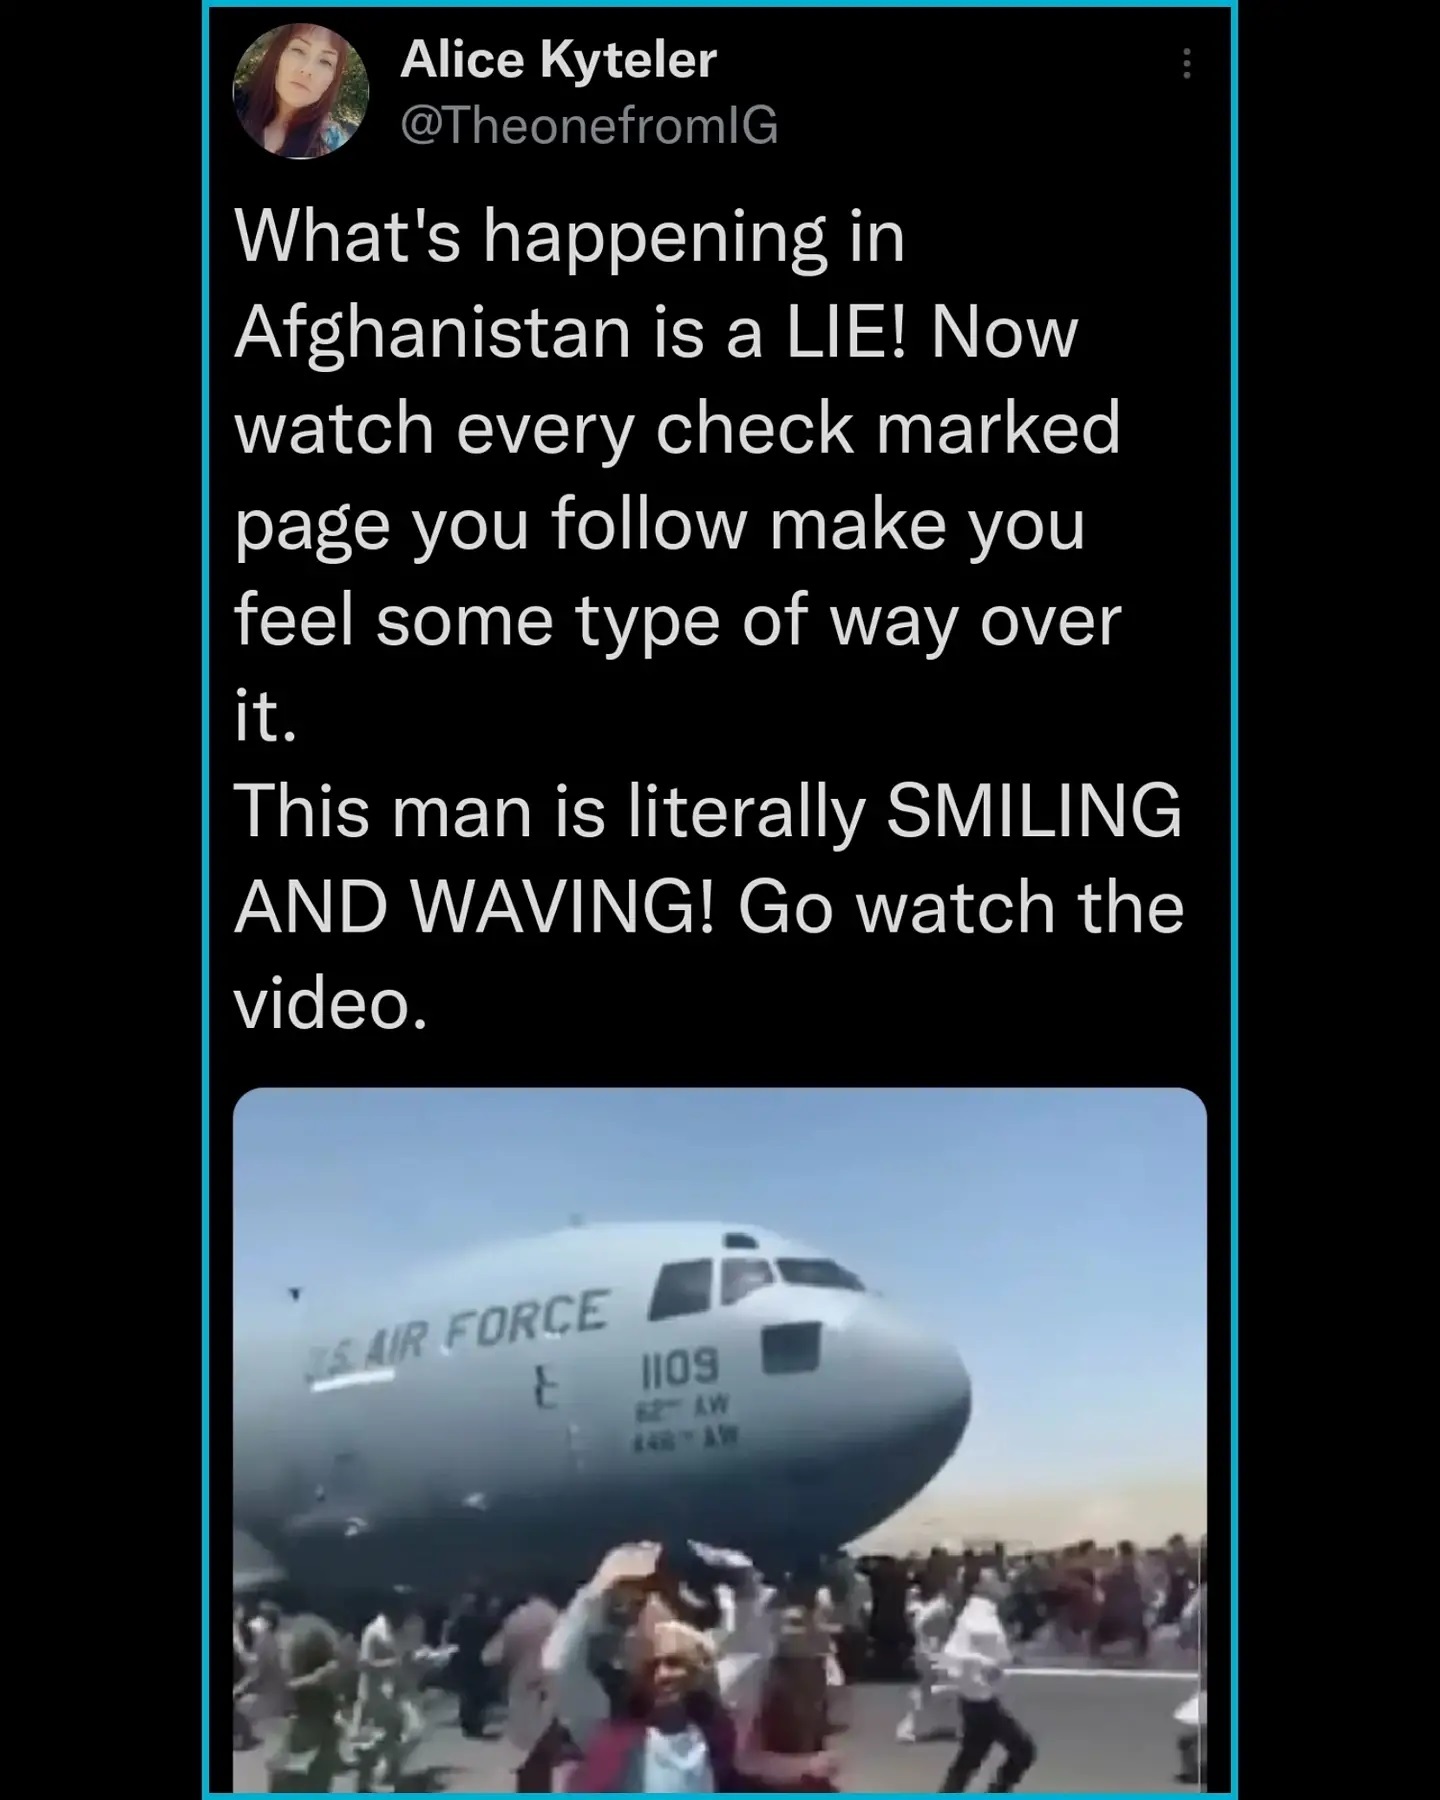 Alice Kyteler
@TheonefromIG
What's happening in
Afghanistan is a LIE! Now
watch every check marked
page you follow make you
feel some type of way over
it.
This man is literally SMILING
AND WAVING! Go watch the
video.
U.S. AIR FORCE
1109
62ᴺᴰ AW
446ᵀᴴ AW